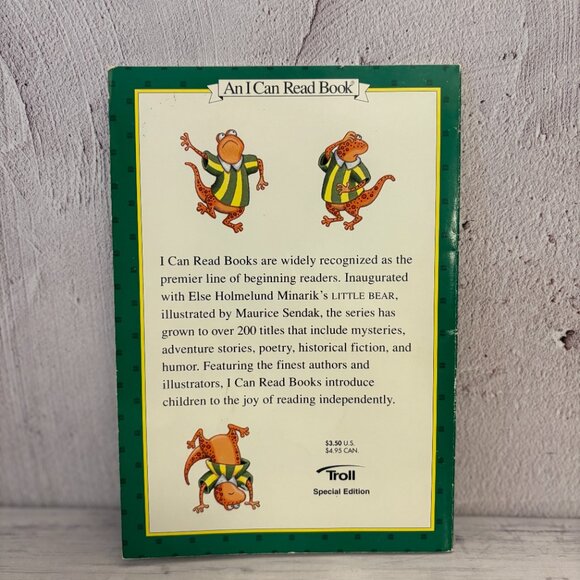 An I Can Read Book®
I Can Read Books are widely recognized as the
premier line of beginning readers. Inaugurated
with Else Holmelund Minarik's LITTLE BEAR,
illustrated by Maurice Sendak, the series has
grown to over 200 titles that include mysteries,
adventure stories, poetry, historical fiction, and
humor. Featuring the finest authors and
illustrators, I Can Read Books introduce
children to the joy of reading independently.
$3.50 U.S.
$4.95 CAN.
Troll
Special Edition